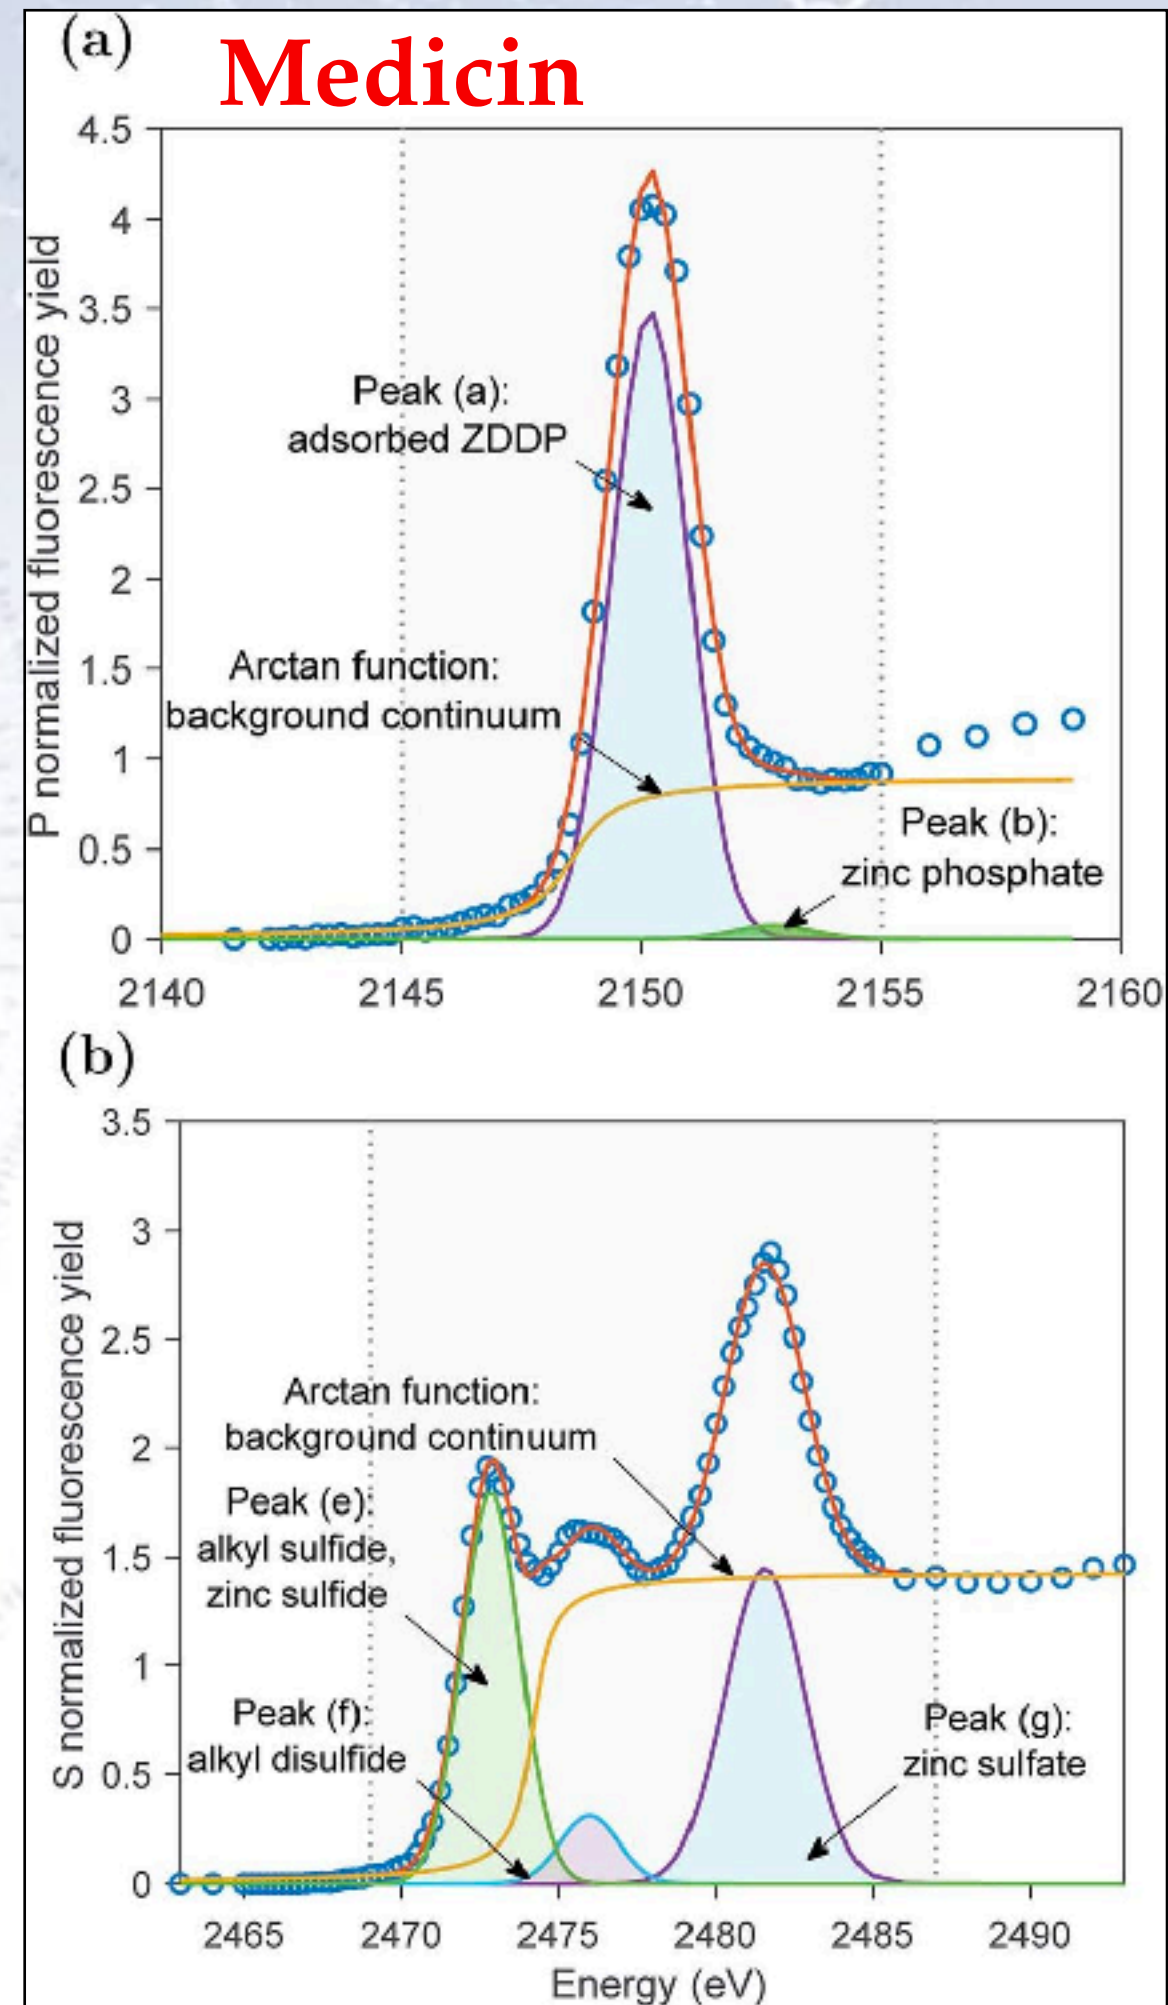 (a) Medicin
P normalized fluorescence yield
4.5
4
3.5
3
2.5
2
1.5
1
0.5
0
Peak (a):
adsorbed ZDDP
Arctan function:
background continuum
Peak (b):
zinc phosphate
2140 2145 2150 2155 2160
(b)
S normalized fluorescence yield
3.5
3
2.5
2
1.5
1
0.5
0
Arctan function:
background continuum
Peak (e):
alkyl sulfide,
zinc sulfide
Peak (f):
alkyl disulfide
Peak (g):
zinc sulfate
2465 2470 2475 2480 2485 2490
Energy (eV)